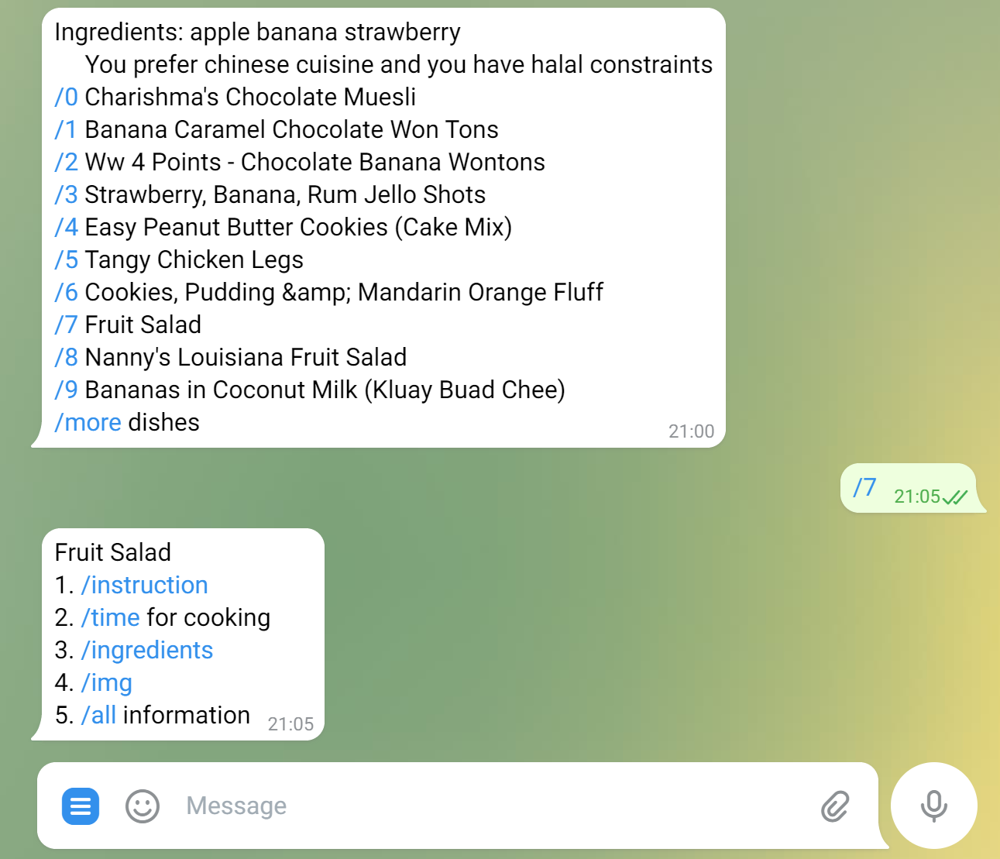 Ingredients: apple banana strawberry
You prefer chinese cuisine and you have halal constraints
/0 Charishma's Chocolate Muesli
/1 Banana Caramel Chocolate Won Tons
/2 Ww 4 Points - Chocolate Banana Wontons
/3 Strawberry, Banana, Rum Jello Shots
/4 Easy Peanut Butter Cookies (Cake Mix)
/5 Tangy Chicken Legs
/6 Cookies, Pudding &amp; Mandarin Orange Fluff
/7 Fruit Salad
/8 Nanny's Louisiana Fruit Salad
/9 Bananas in Coconut Milk (Kluay Buad Chee)
/more dishes
21:00
/7 21:05
Fruit Salad
1. /instruction
2. /time for cooking
3. /ingredients
4. /img
5. /all information 21:05
Message